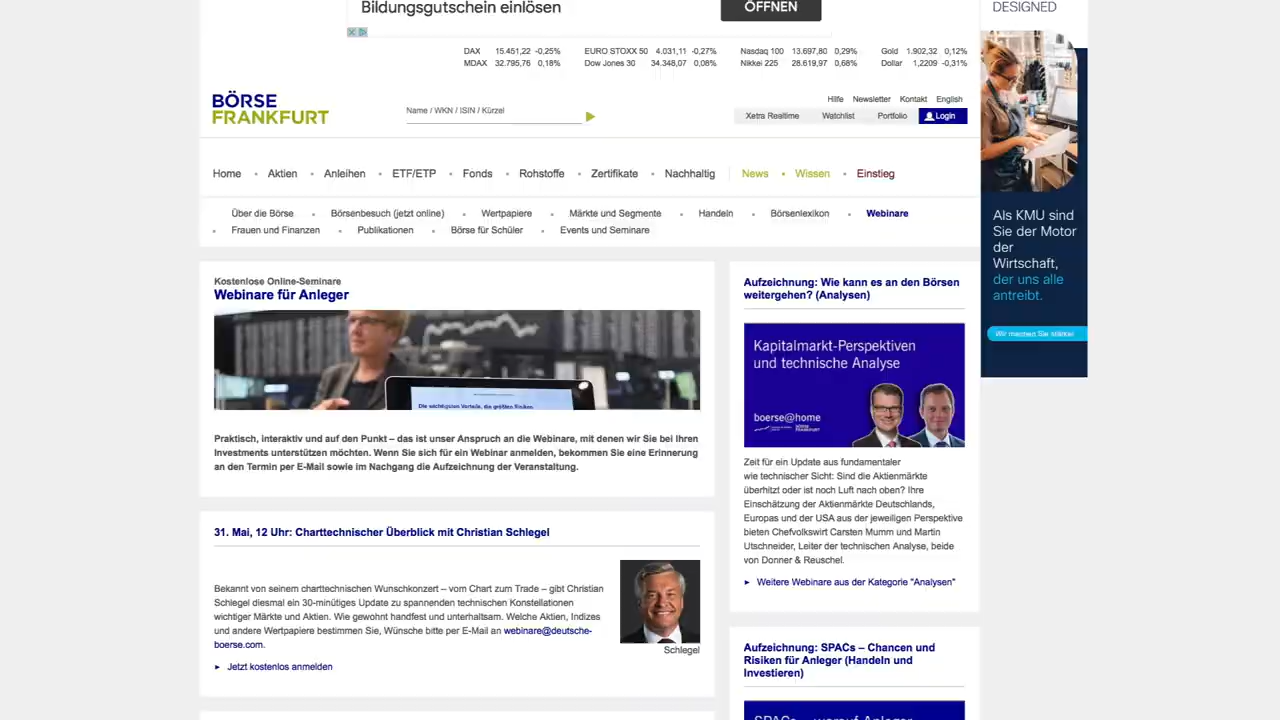 Bildungsgutschein einlösen
ÖFFNEN
DESIGNED
DAX 15.451,22 -0,25% EURO STOXX 50 4.031,11 -0,27% Nasdaq 100 13.697,80 0,29% Gold 1.902,32 0,12%
MDAX 32.795,76 0,18% Dow Jones 30 34.348,07 0,08% Nikkei 225 28.619,97 0,68% Dollar 1,2209 -0,31%
Hilfe Newsletter Kontakt English
BÖRSE
FRANKFURT
Name / WKN / ISIN / Kürzel
Xetra Realtime Watchlist Portfolio Login
Home • Aktien • Anleihen • ETF/ETP • Fonds • Rohstoffe • Zertifikate • Nachhaltig News • Wissen • Einstieg
Über die Börse • Börsenbesuch (jetzt online) • Wertpapiere • Märkte und Segmente • Handeln • Börsenlexikon • Webinare
• Frauen und Finanzen • Publikationen • Börse für Schüler • Events und Seminare
Als KMU sind
Sie der Motor
der
Wirtschaft,
der uns alle
antreibt.
Wir machen Sie stärker
Kostenlose Online-Seminare
Webinare für Anleger
Die wichtigsten Vorteile, die größten Risiken
Praktisch, interaktiv und auf den Punkt – das ist unser Anspruch an die Webinare, mit denen wir Sie bei Ihren
Investments unterstützen möchten. Wenn Sie sich für ein Webinar anmelden, bekommen Sie eine Erinnerung
an den Termin per E-Mail sowie im Nachgang die Aufzeichnung der Veranstaltung.
31. Mai, 12 Uhr: Charttechnischer Überblick mit Christian Schlegel
Bekannt von seinem charttechnischen Wunschkonzert – vom Chart zum Trade – gibt Christian
Schlegel diesmal ein 30-minütiges Update zu spannenden technischen Konstellationen
wichtiger Märkte und Aktien. Wie gewohnt handfest und unterhaltsam. Welche Aktien, Indizes
und andere Wertpapiere bestimmen Sie, Wünsche bitte per E-Mail an webinare@deutsche-
boerse.com.
Schlegel
► Jetzt kostenlos anmelden
Aufzeichnung: Wie kann es an den Börsen
weitergehen? (Analysen)
Kapitalmarkt-Perspektiven
und technische Analyse
boerse@home
Zeit für ein Update aus fundamentaler
wie technischer Sicht: Sind die Aktienmärkte
überhitzt oder ist noch Luft nach oben? Ihre
Einschätzung der Aktienmärkte Deutschlands,
Europas und der USA aus der jeweiligen Perspektive
bieten Chefvolkswirt Carsten Mumm und Martin
Utschneider, Leiter der technischen Analyse, beide
von Donner & Reuschel.
► Weitere Webinare aus der Kategorie "Analysen"
Aufzeichnung: SPACs – Chancen und
Risiken für Anleger (Handeln und
Investieren)
SPACs – worauf Anleger